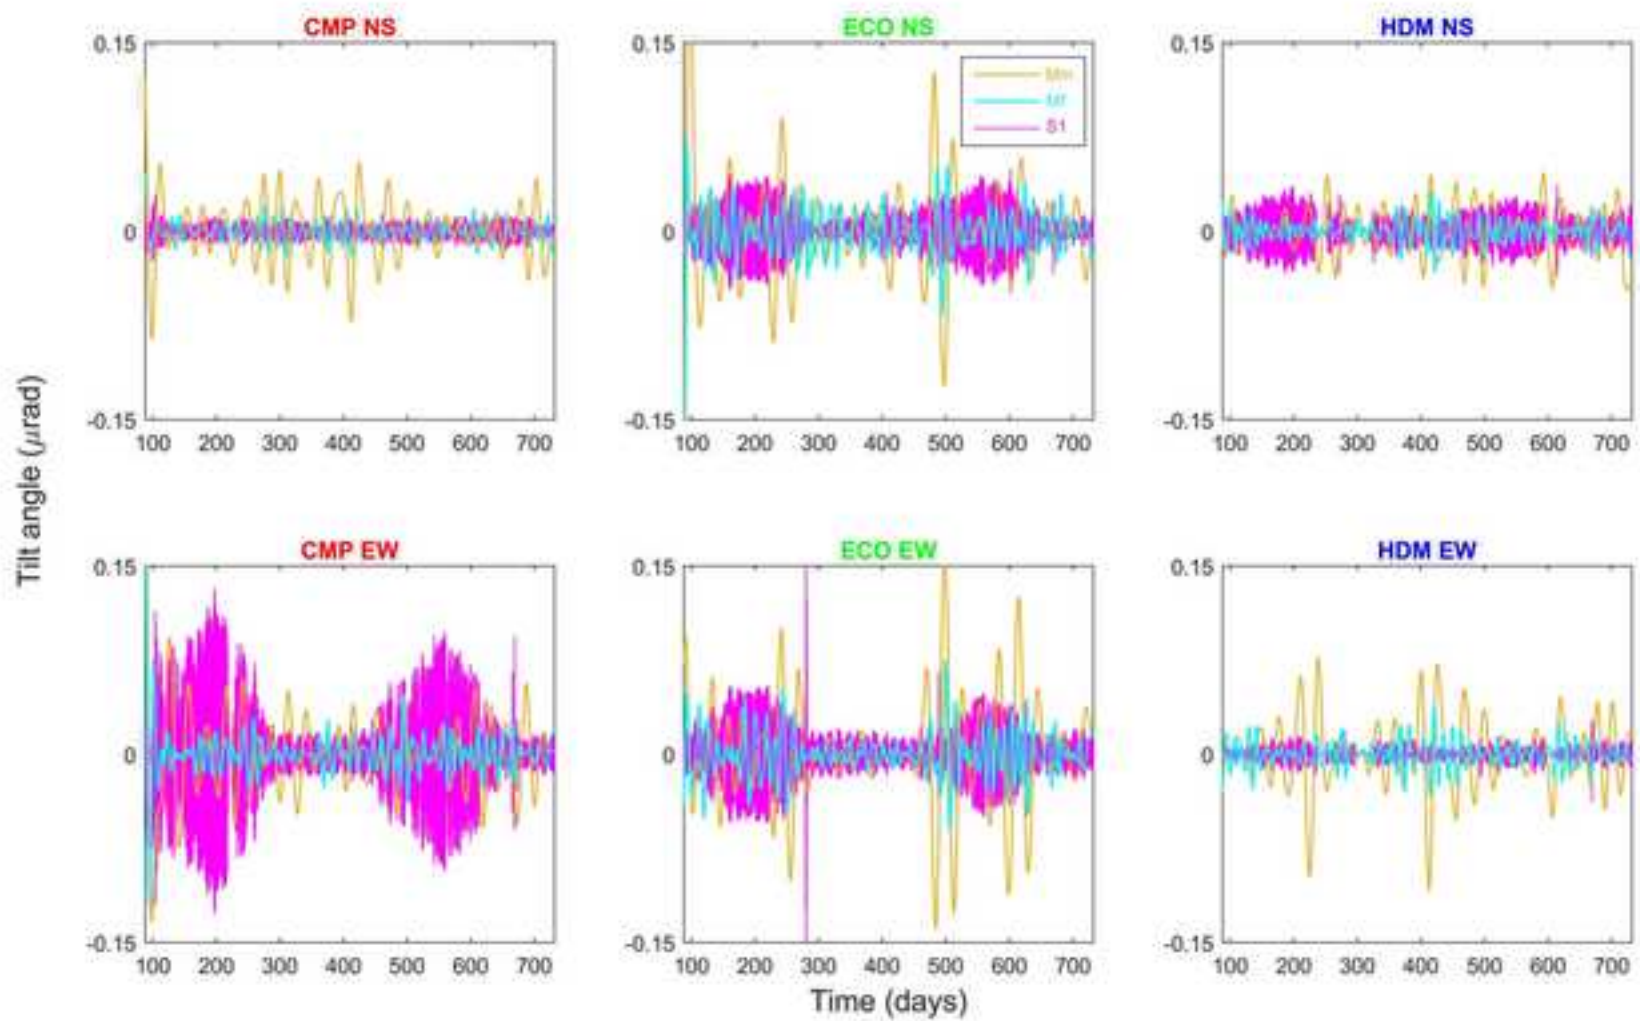 CMP NS
ECO NS
HDM NS
0.15
0
-0.15
100 200 300 400 500 600 700
0.15
0
-0.15
100 200 300 400 500 600 700
Mm
Mf
S1
0.15
0
-0.15
100 200 300 400 500 600 700
Tilt angle (μrad)
CMP EW
ECO EW
HDM EW
0.15
0
-0.15
100 200 300 400 500 600 700
0.15
0
-0.15
100 200 300 400 500 600 700
0.15
0
-0.15
100 200 300 400 500 600 700
Time (days)